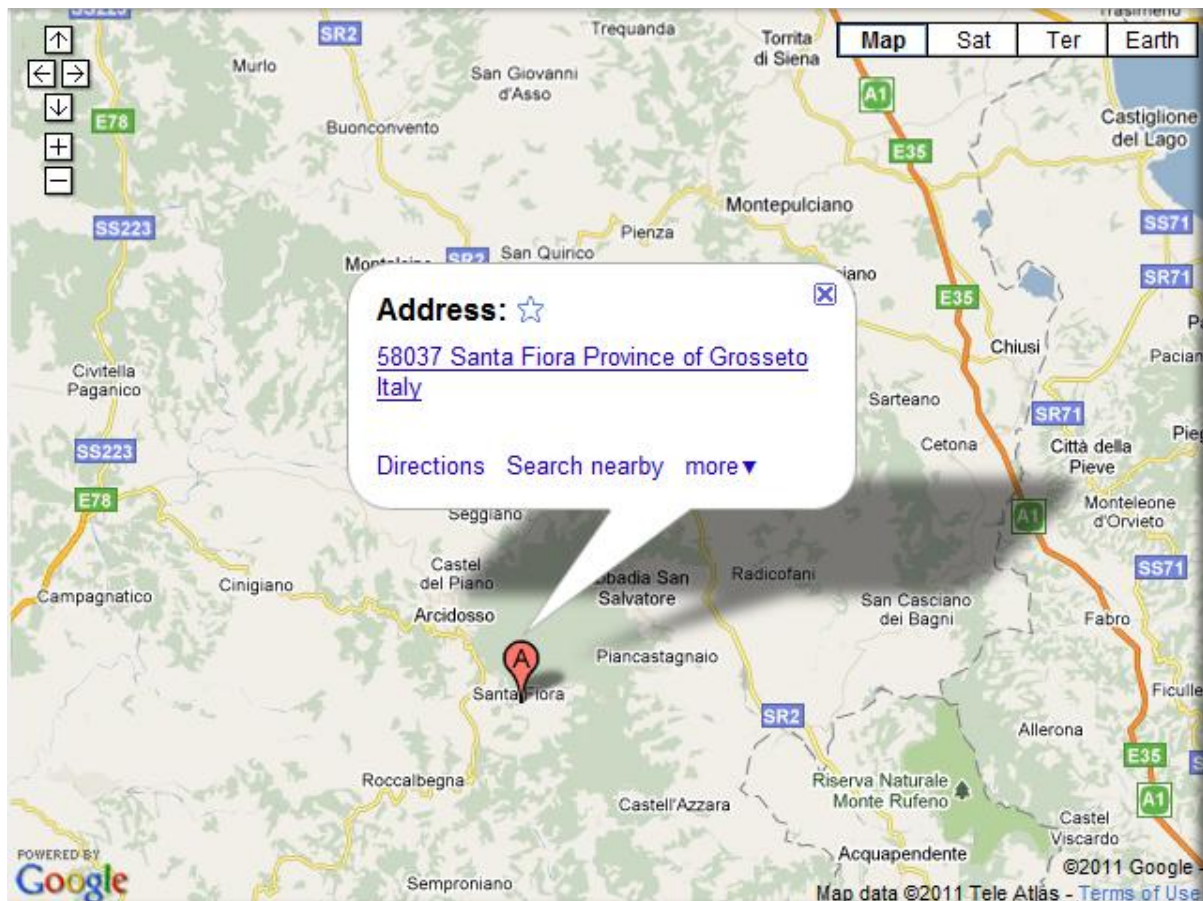 SS223
SR2
Trequanda
Torrita
di Siena
Map Sat Ter Earth
Trasimeno
Murlo
San Giovanni
d'Asso
A1
E78
Buonconvento
Castiglione
del Lago
E35
Montepulciano
SS223
Pienza
SS71
SR2 San Quirico
SR71
E35
Address:
58037 Santa Fiora Province of Grosseto
Italy
Directions Search nearby more▼
Chiusi
Civitella
Paganico
Sarteano
SR71
SS223
Cetona
Città della
Pieve
E78
Seggiano
A1
Monteleone
d'Orvieto
Castel
del Piano
Radicofani
SS71
Cinigiano
San
Salvatore
Campagnatico
Arcidosso
San Casciano
dei Bagni
Fabro
A
Piancastagnaio
Santa Fiora
Ficulle
SR2
Allerona
E35
Roccalbegna
Riserva Naturale
Monte Rufeno
Castell'Azzara
A1
Castel
Viscardo
POWERED BY
Google
Acquapendente
©2011 Google -
Semproniano
Map data ©2011 Tele Atlas - Terms of Use